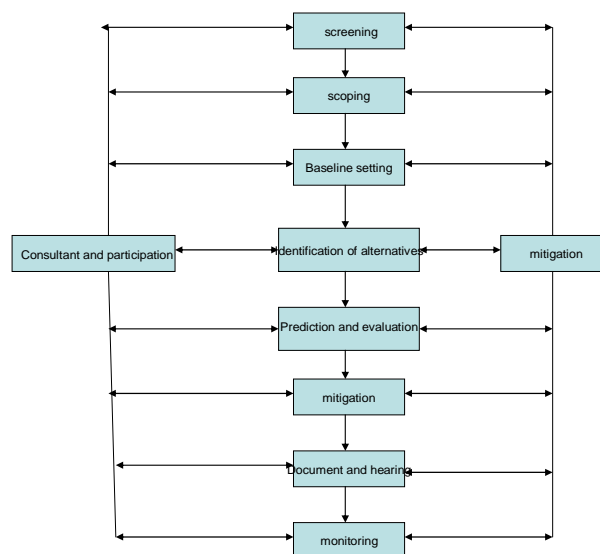 screening
scoping
Baseline setting
Consultant and participation
Identification of alternatives
mitigation
Prediction and evaluation
mitigation
Document and hearing
monitoring